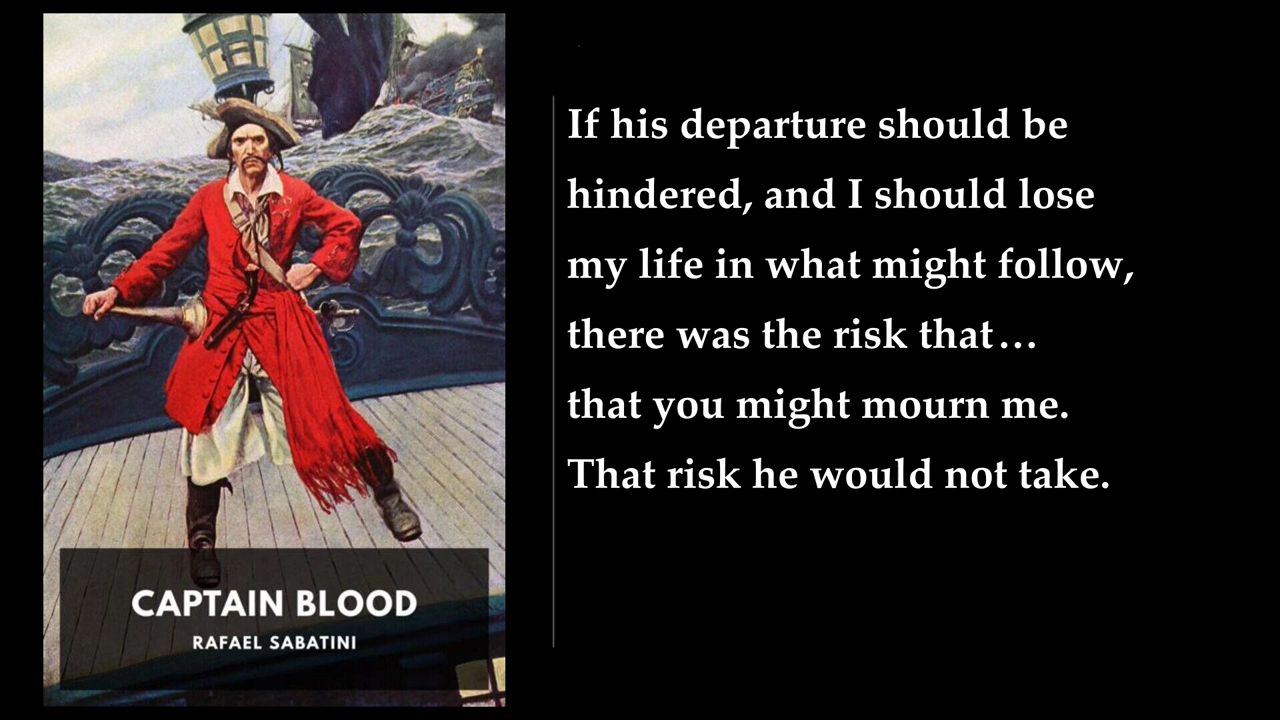 If his departure should be
hindered, and I should lose
my life in what might follow,
there was the risk that…
that you might mourn me.
That risk he would not take.
CAPTAIN BLOOD
RAFAEL SABATINI